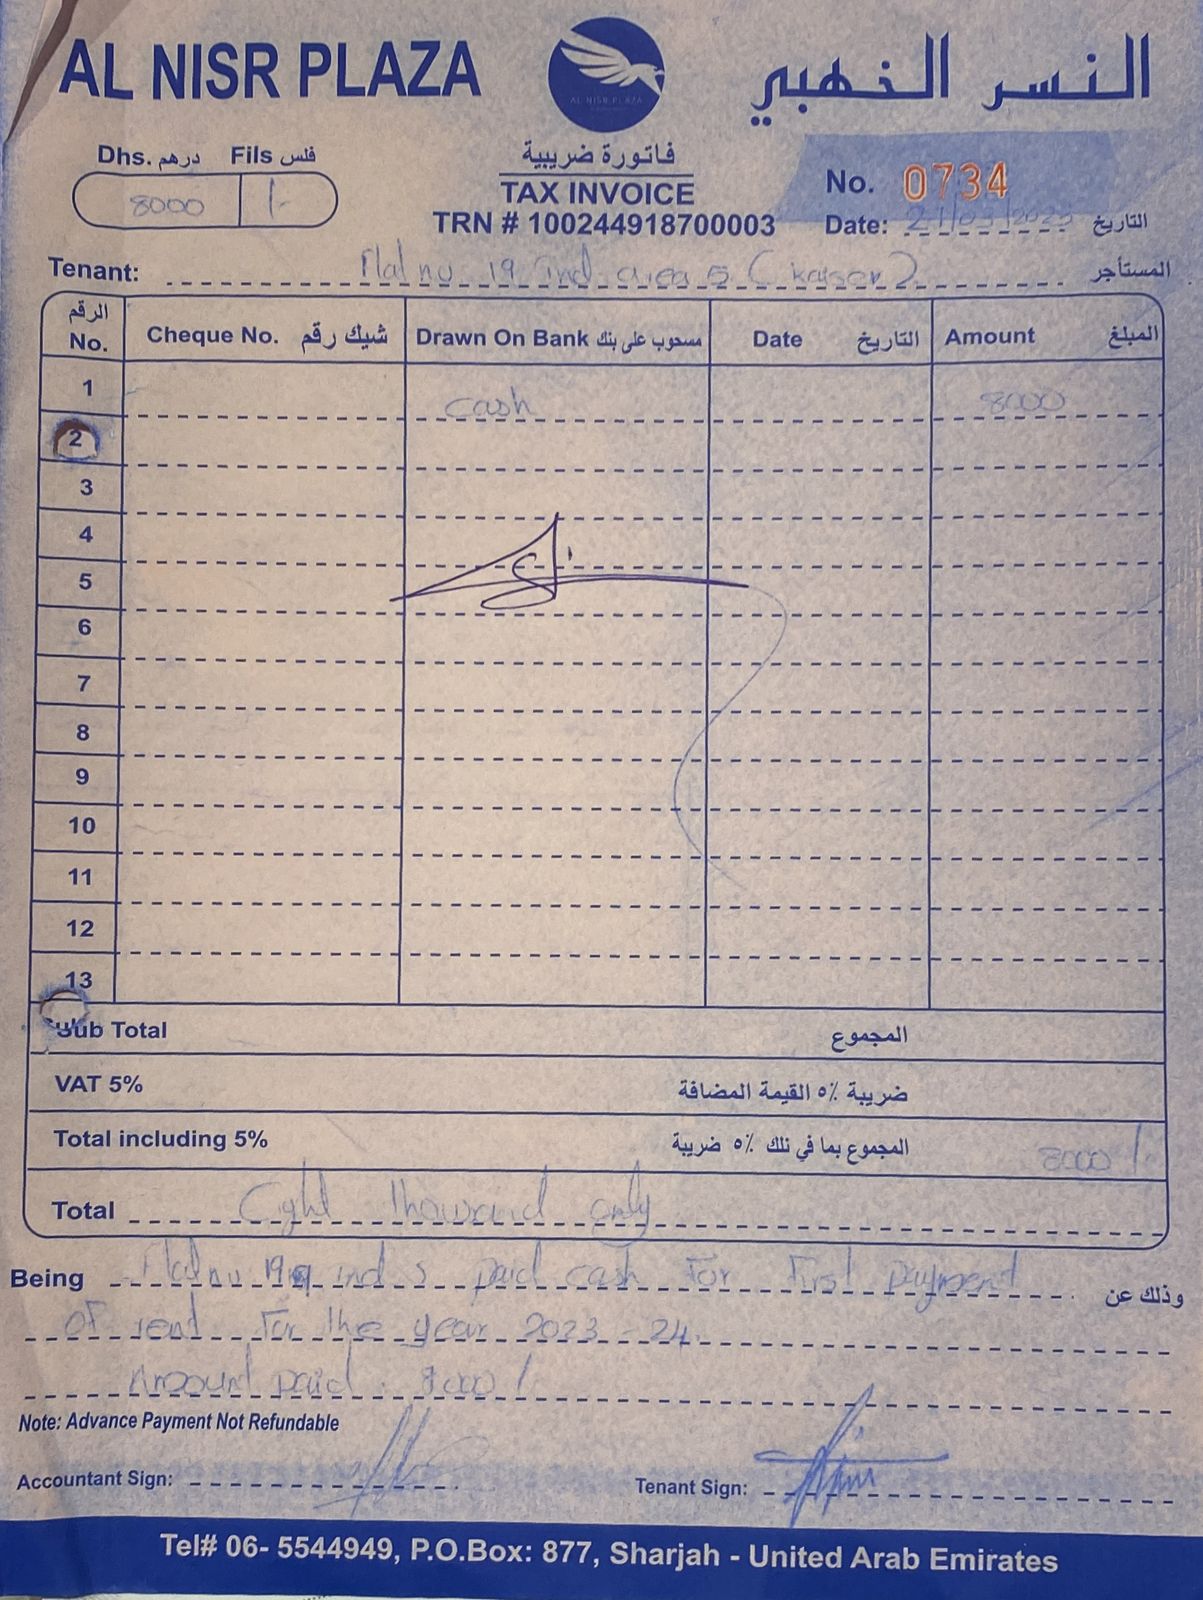 AL NISR PLAZA
AL NISR PLAZA
النسر الذهبي
Dhs. درهم Fils فلس
8000 /-
فاتورة ضريبية
TAX INVOICE
TRN # 100244918700003
No. 0734
Date: 21/03/2023 التاريخ
Tenant: Flat no 19 ind area 5 (kaiser) المستأجر
الرقم No. Cheque No. شيك رقم Drawn On Bank مسحوب على بنك Date التاريخ Amount المبلغ
1 cash 8000
2
3
4
5
6
7
8
9
10
11
12
13
Sub Total المجموع
VAT 5% ضريبة ٥٪ القيمة المضافة
Total including 5% المجموع بما في نلك ٥٪ ضريبة 8000/-
Total Eight thousand only
Being Flat no 19 ind 5 paid cash for first payment وذلك عن
of rent for the year 2023-24.
Amount paid : 8000/
Note: Advance Payment Not Refundable
Accountant Sign:
Tenant Sign:
Tel# 06- 5544949, P.O.Box: 877, Sharjah - United Arab Emirates